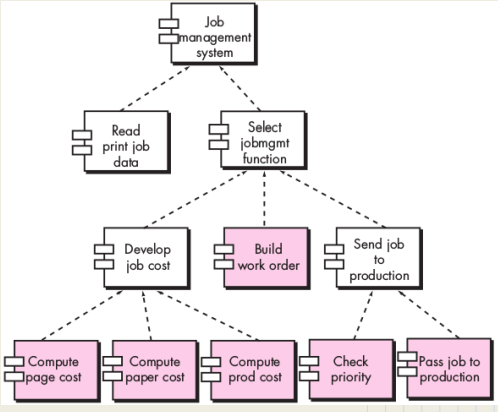 Job
management
system
Read
print job
data
Select
jobmgmt
function
Develop
job cost
Build
work order
Send job
to
production
Compute
page cost
Compute
paper cost
Compute
prod cost
Check
priority
Pass job to
production